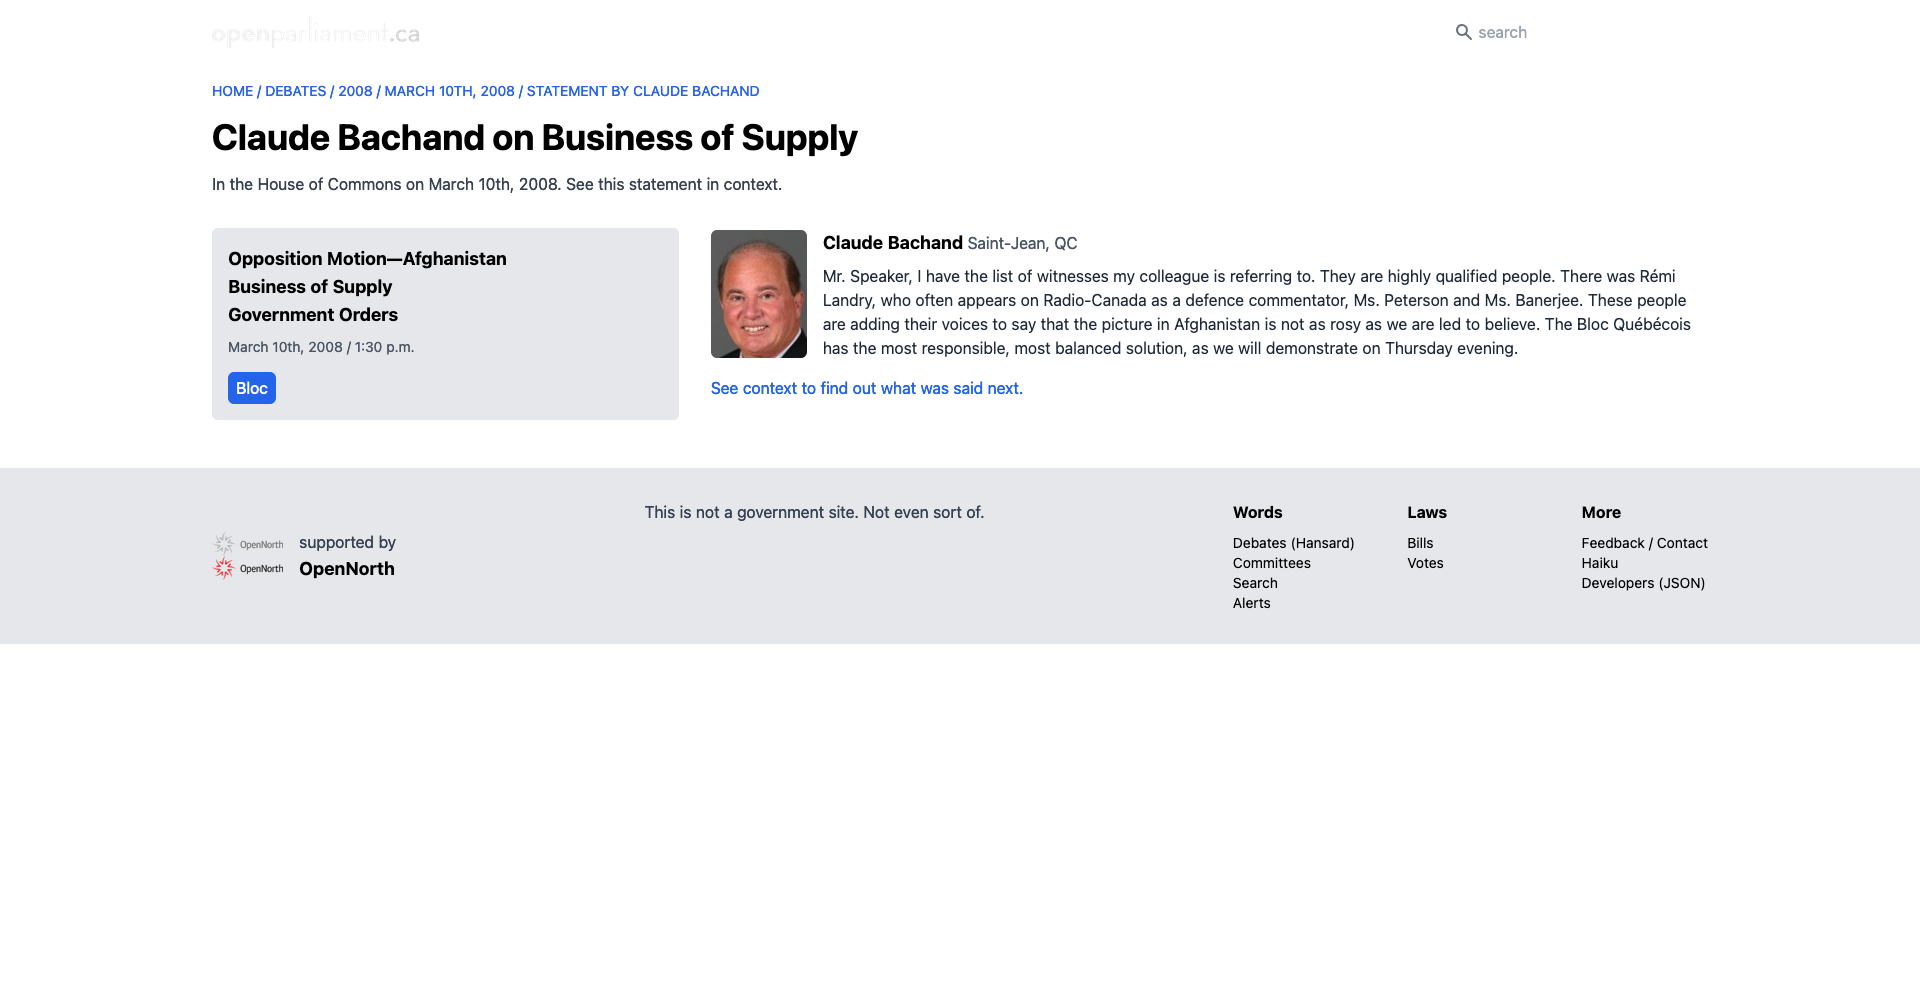 openparliament.ca
search
HOME / DEBATES / 2008 / MARCH 10TH, 2008 / STATEMENT BY CLAUDE BACHAND
Claude Bachand on Business of Supply
In the House of Commons on March 10th, 2008. See this statement in context.
Opposition Motion—Afghanistan
Business of Supply
Government Orders
March 10th, 2008 / 1:30 p.m.
Bloc
Claude Bachand Saint-Jean, QC
Mr. Speaker, I have the list of witnesses my colleague is referring to. They are highly qualified people. There was Rémi
Landry, who often appears on Radio-Canada as a defence commentator, Ms. Peterson and Ms. Banerjee. These people
are adding their voices to say that the picture in Afghanistan is not as rosy as we are led to believe. The Bloc Québécois
has the most responsible, most balanced solution, as we will demonstrate on Thursday evening.
See context to find out what was said next.
OpenNorth
OpenNorth
supported by
OpenNorth
This is not a government site. Not even sort of.
Words
Debates (Hansard)
Committees
Search
Alerts
Laws
Bills
Votes
More
Feedback / Contact
Haiku
Developers (JSON)